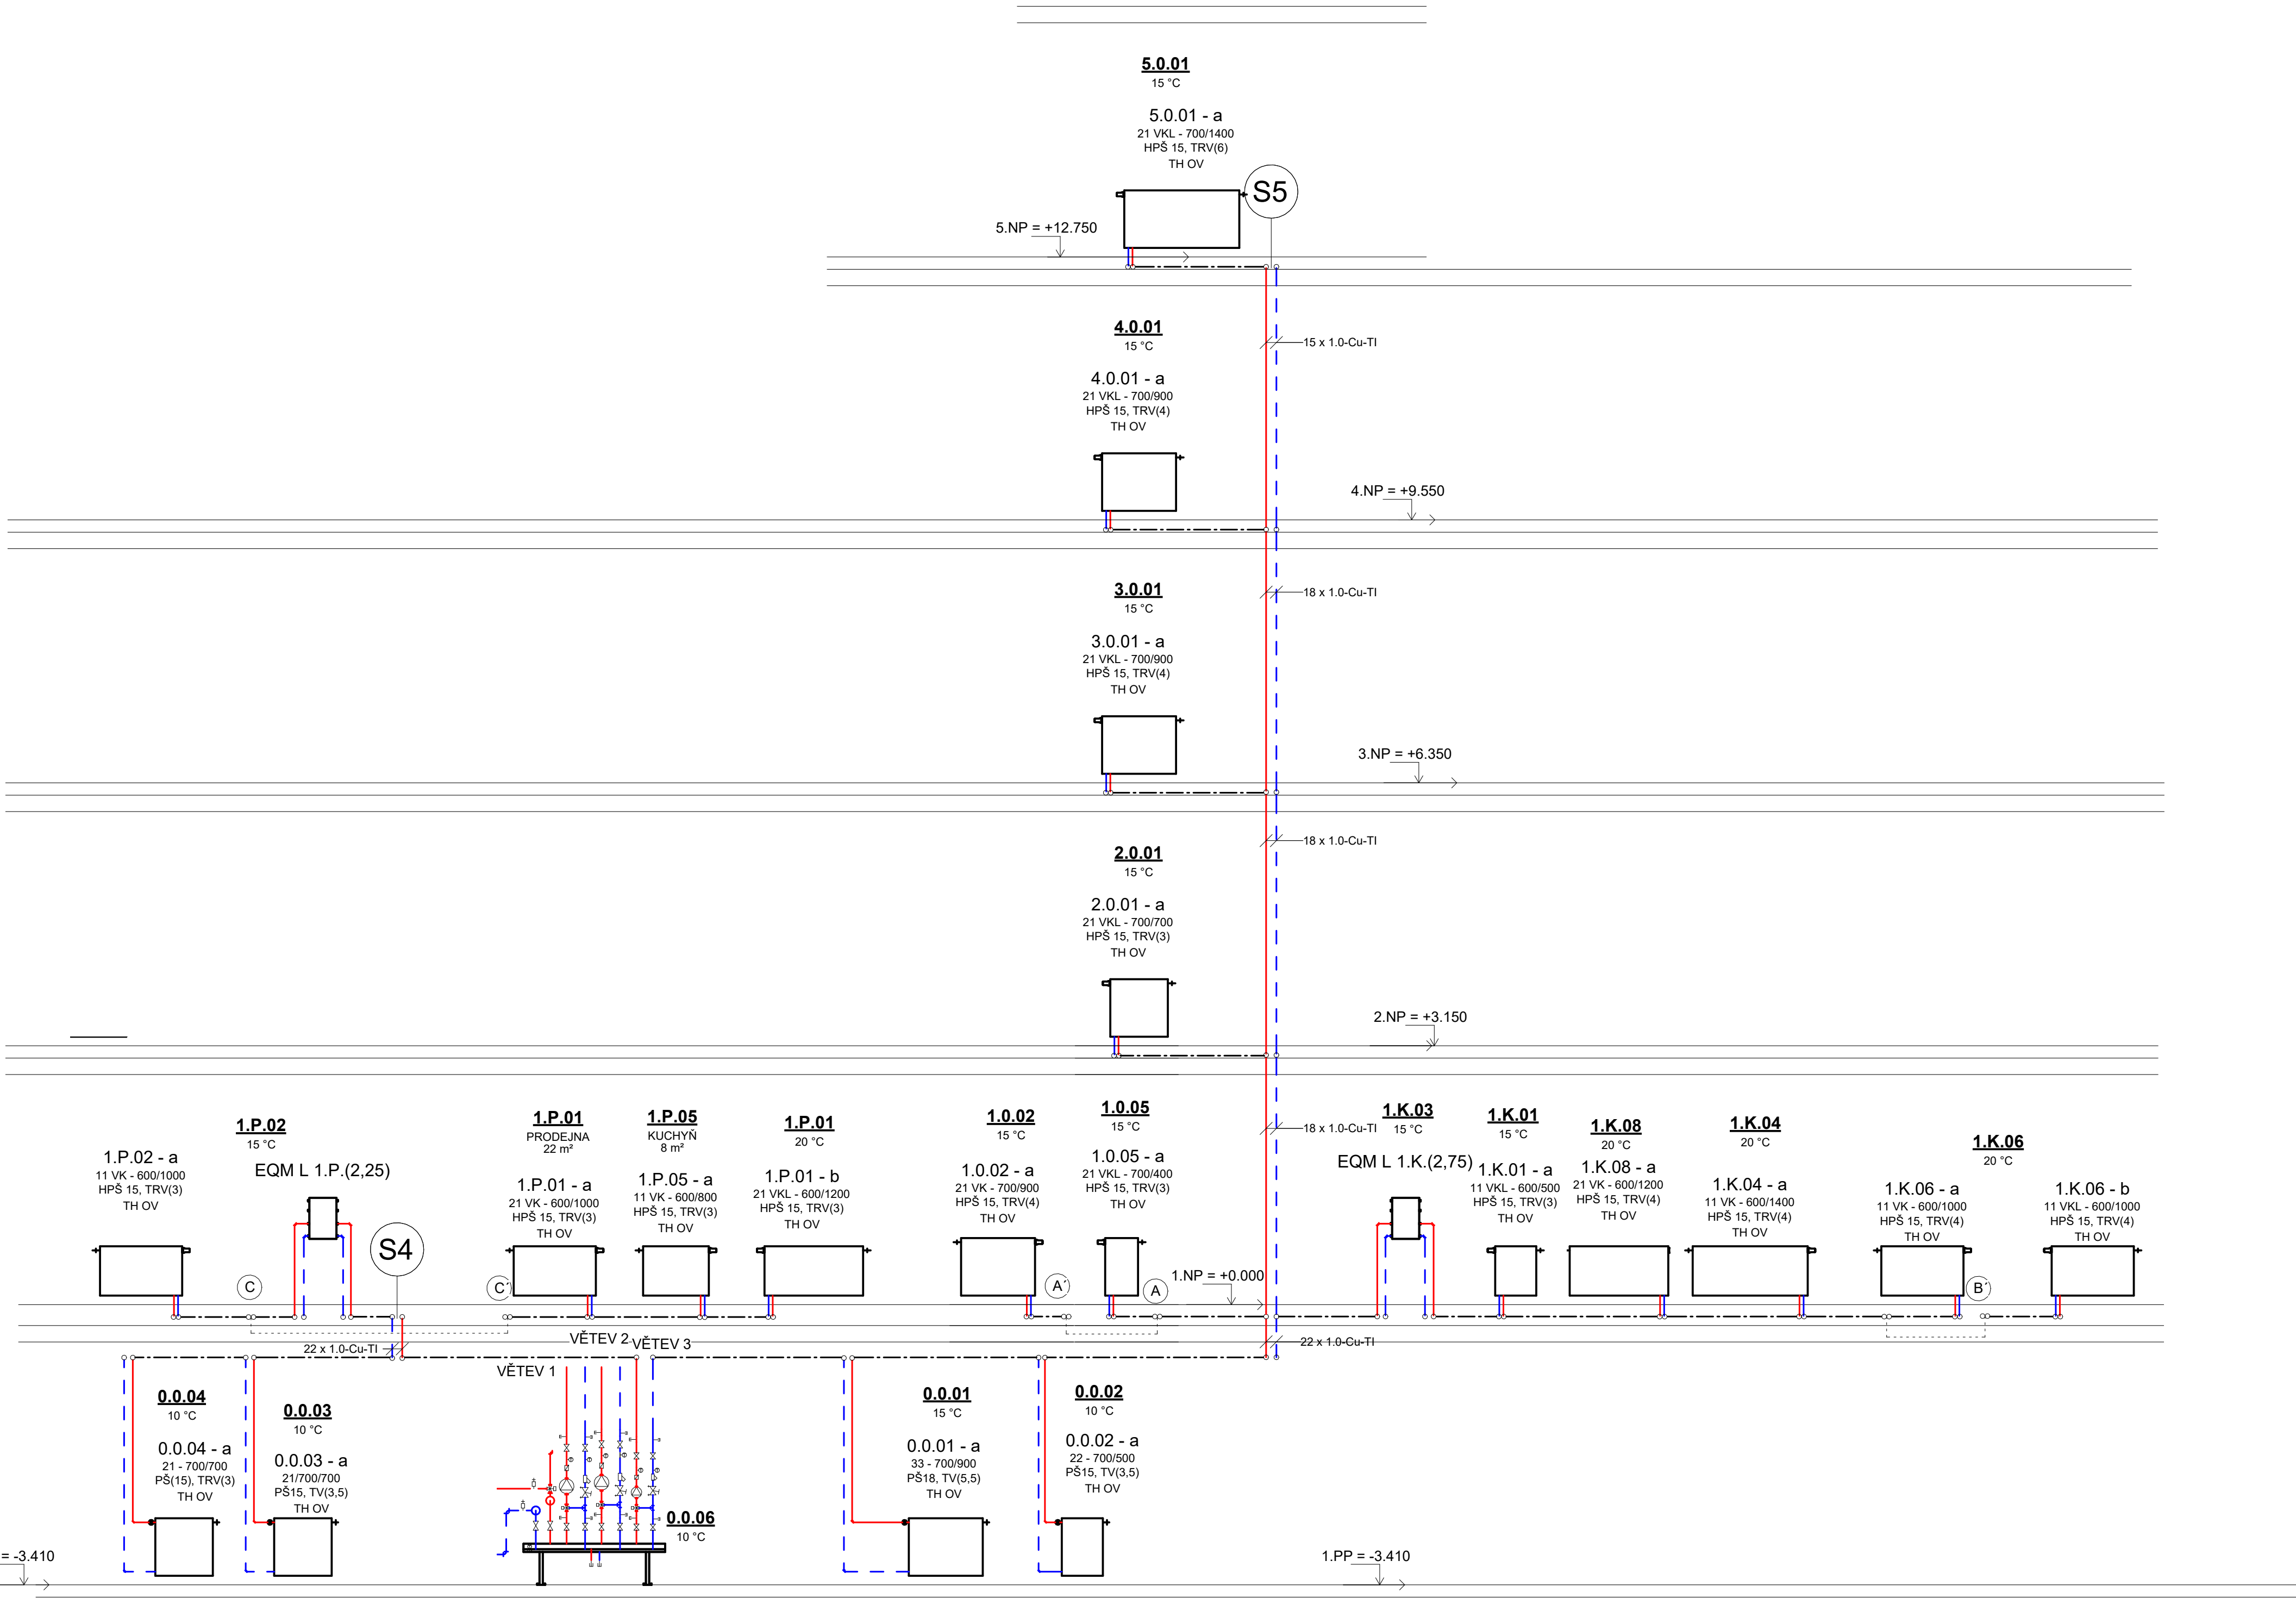 5.0.01
15 °C
5.0.01 - a
21 VKL - 700/1400
HPŠ 15, TRV(6)
TH OV
S5
5.NP = +12.750
4.0.01
15 °C
15 x 1.0-Cu-TI
4.0.01 - a
21 VKL - 700/900
HPŠ 15, TRV(4)
TH OV
4.NP = +9.550
3.0.01
15 °C
18 x 1.0-Cu-TI
3.0.01 - a
21 VKL - 700/900
HPŠ 15, TRV(4)
TH OV
3.NP = +6.350
18 x 1.0-Cu-TI
2.0.01
15 °C
2.0.01 - a
21 VKL - 700/700
HPŠ 15, TRV(3)
TH OV
2.NP = +3.150
18 x 1.0-Cu-TI
1.P.02
15 °C
1.P.02 - a
11 VK - 600/1000
HPŠ 15, TRV(3)
TH OV
EQM L 1.P.(2,25)
S4
C
1.P.01
PRODEJNA
22 m²
1.P.01 - a
21 VK - 600/1000
HPŠ 15, TRV(3)
TH OV
C´
1.P.05
KUCHYŇ
8 m²
1.P.05 - a
11 VK - 600/800
HPŠ 15, TRV(3)
TH OV
1.P.01
20 °C
1.P.01 - b
21 VKL - 600/1200
HPŠ 15, TRV(3)
TH OV
1.0.02
15 °C
1.0.02 - a
21 VK - 700/900
HPŠ 15, TRV(4)
TH OV
A´
1.0.05
15 °C
1.0.05 - a
21 VKL - 700/400
HPŠ 15, TRV(3)
TH OV
A
1.NP = +0.000
1.K.03
15 °C
EQM L 1.K.(2,75)
1.K.01
15 °C
1.K.01 - a
11 VKL - 600/500
HPŠ 15, TRV(3)
TH OV
1.K.08
20 °C
1.K.08 - a
21 VK - 600/1200
HPŠ 15, TRV(4)
TH OV
1.K.04
20 °C
1.K.04 - a
11 VK - 600/1400
HPŠ 15, TRV(4)
TH OV
1.K.06
20 °C
1.K.06 - a
11 VK - 600/1000
HPŠ 15, TRV(4)
TH OV
B´
1.K.06 - b
11 VKL - 600/1000
HPŠ 15, TRV(4)
TH OV
22 x 1.0-Cu-TI
VĚTEV 1
VĚTEV 2
VĚTEV 3
22 x 1.0-Cu-TI
0.0.04
10 °C
0.0.04 - a
21 - 700/700
PŠ(15), TRV(3)
TH OV
0.0.03
10 °C
0.0.03 - a
21/700/700
PŠ15, TV(3,5)
TH OV
0.0.06
10 °C
0.0.01
15 °C
0.0.01 - a
33 - 700/900
PŠ18, TV(5,5)
TH OV
0.0.02
10 °C
0.0.02 - a
22 - 700/500
PŠ15, TV(3,5)
TH OV
= -3.410
1.PP = -3.410